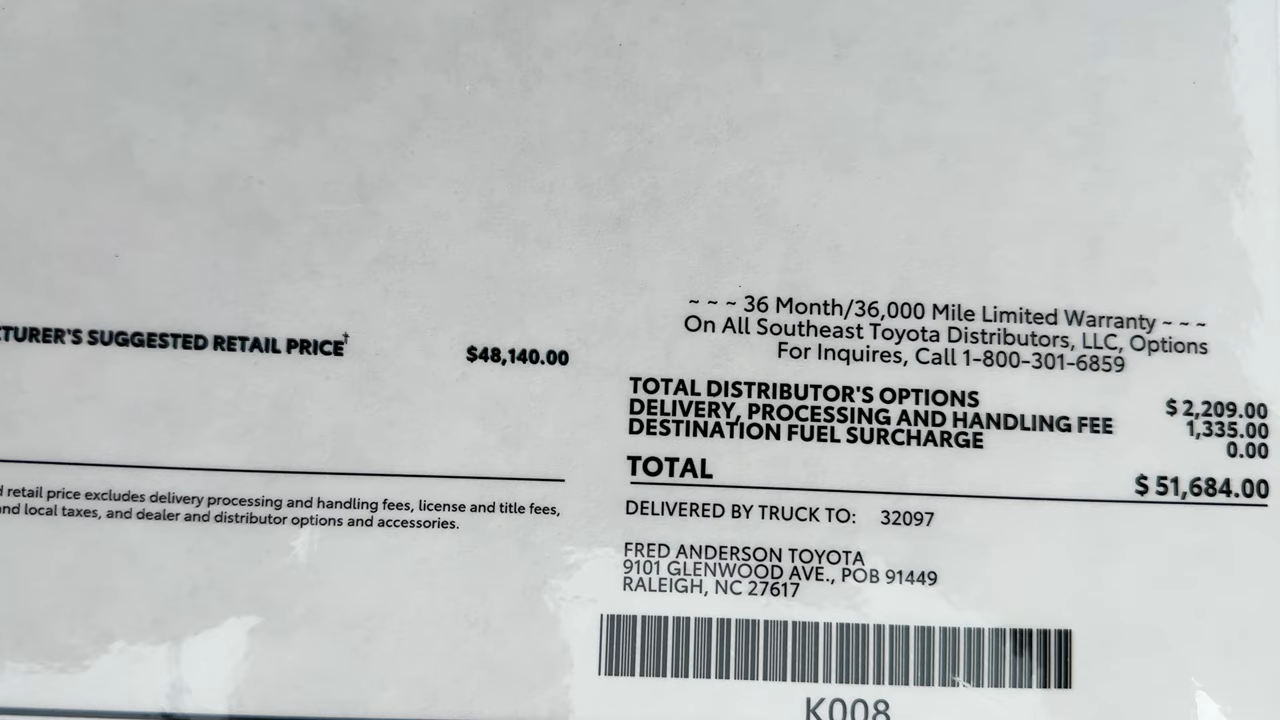 ~ ~ ~ 36 Month/36,000 Mile Limited Warranty ~ ~ ~
On All Southeast Toyota Distributors, LLC, Options
For Inquires, Call 1-800-301-6859
TURER'S SUGGESTED RETAIL PRICE† $48,140.00
TOTAL DISTRIBUTOR'S OPTIONS $ 2,209.00
DELIVERY, PROCESSING AND HANDLING FEE 1,335.00
DESTINATION FUEL SURCHARGE 0.00
TOTAL $ 51,684.00
retail price excludes delivery processing and handling fees, license and title fees,
and local taxes, and dealer and distributor options and accessories.
DELIVERED BY TRUCK TO: 32097
FRED ANDERSON TOYOTA
9101 GLENWOOD AVE., POB 91449
RALEIGH, NC 27617
K008